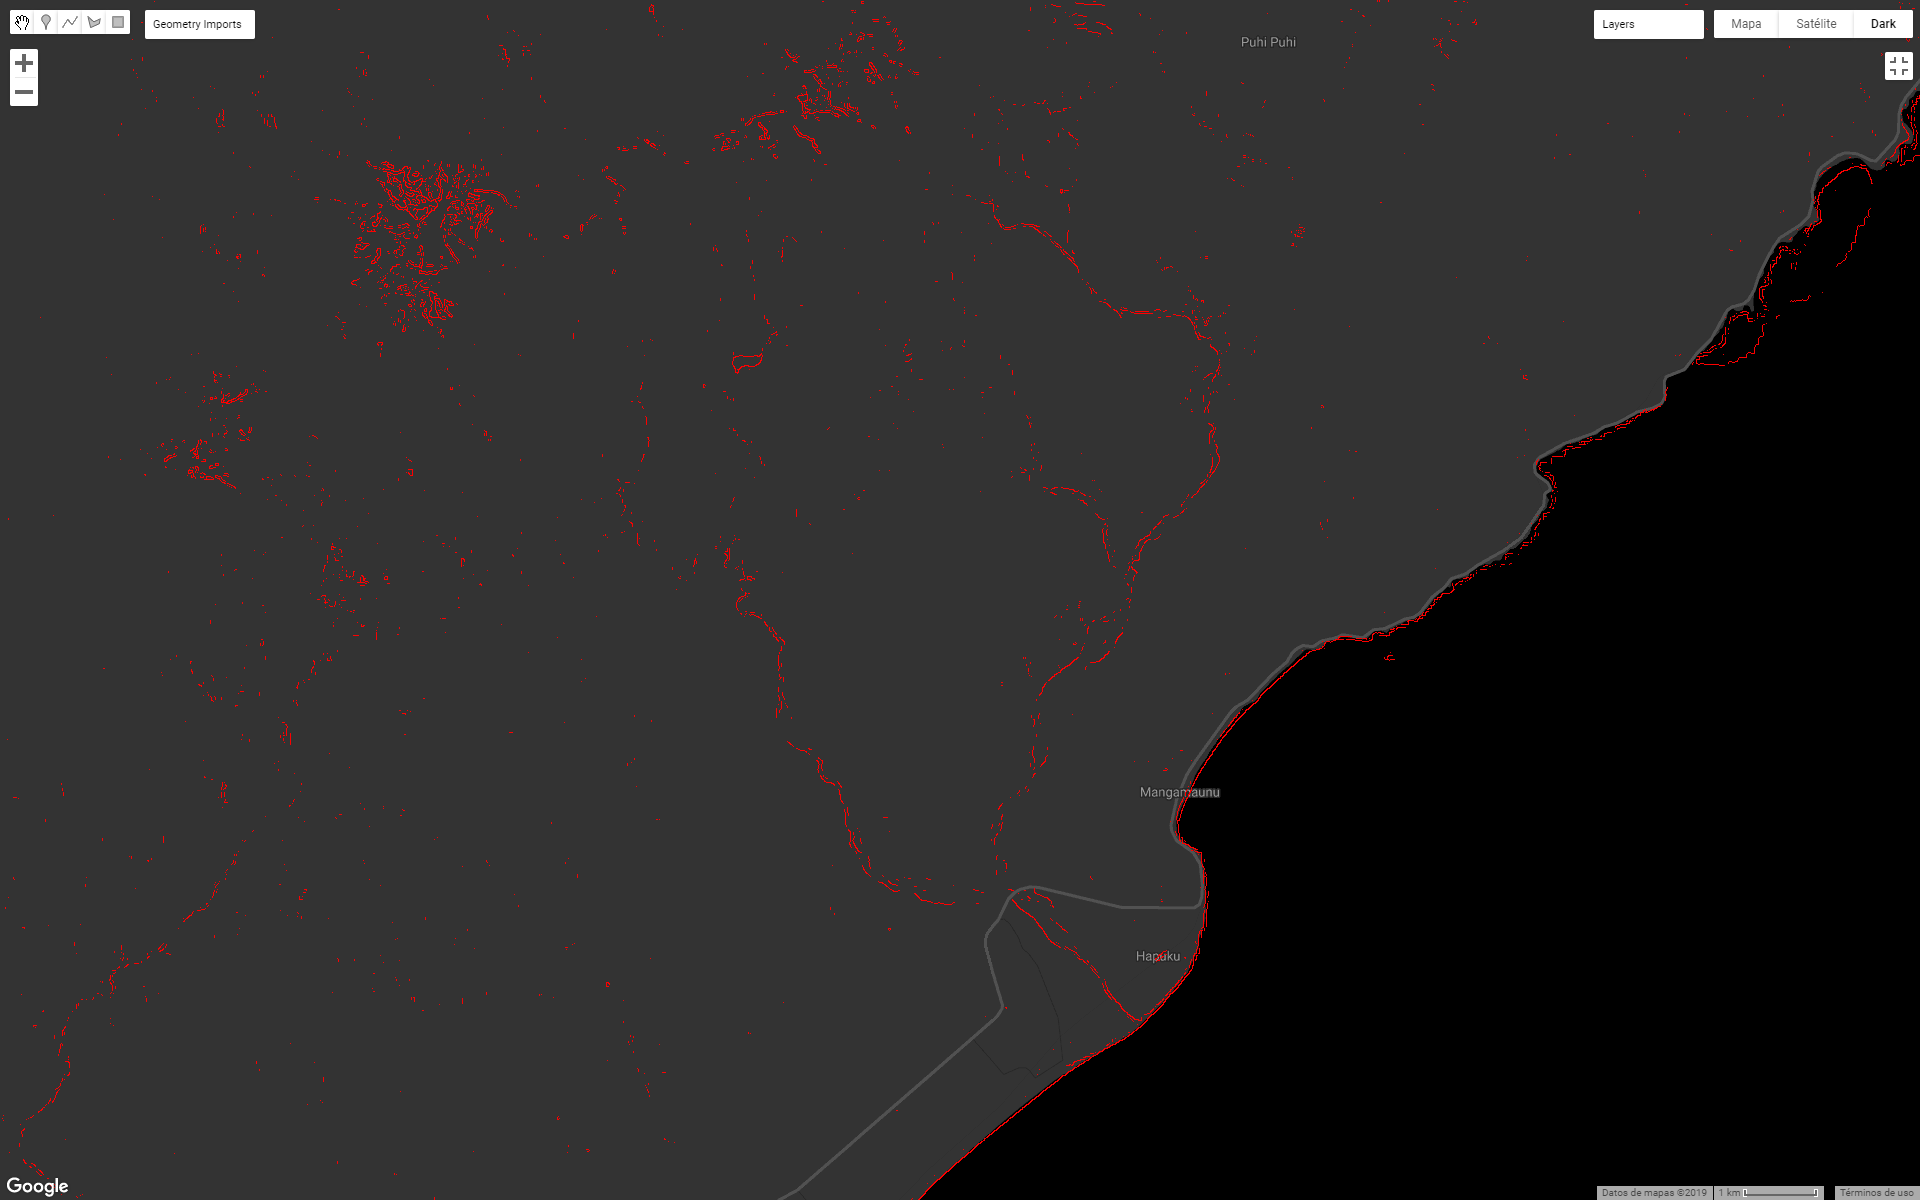 Geometry Imports
Layers
Mapa
Satélite
Dark
Puhi Puhi
Mangamaunu
Hapuku
Google
Datos de mapas ©2019
1 km
Términos de uso